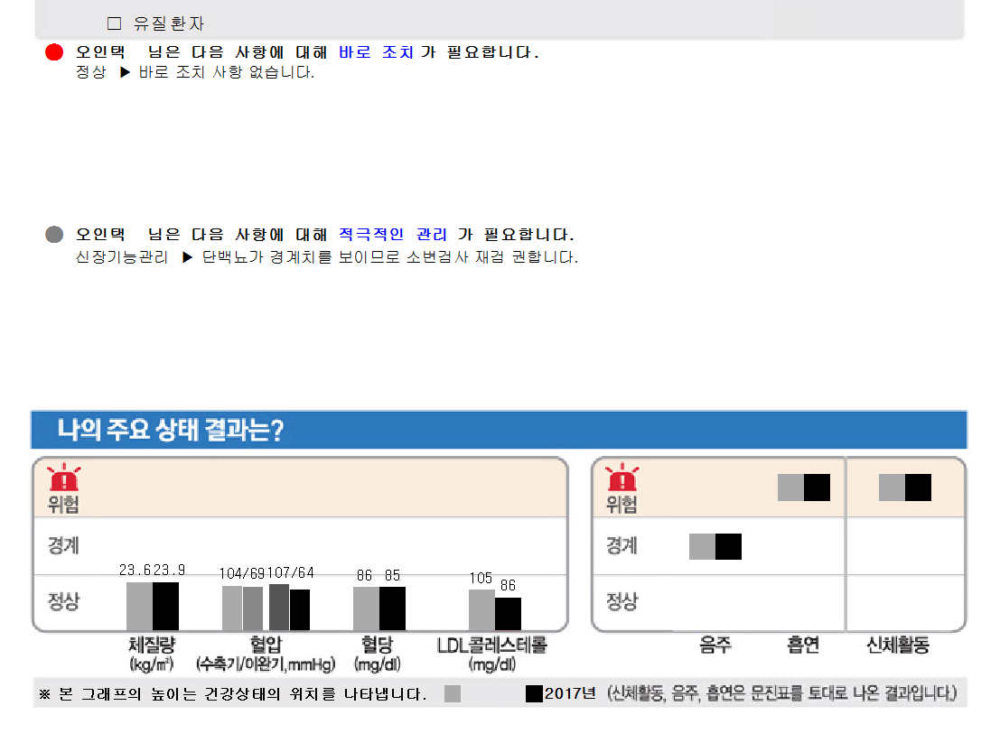 □ 유질환자
오인택 님은 다음 사항에 대해 바로 조치 가 필요합니다.
정상 ▶ 바로 조치 사항 없습니다.
오인택 님은 다음 사항에 대해 적극적인 관리 가 필요합니다.
신장기능관리 ▶ 단백뇨가 경계치를 보이므로 소변검사 재검 권합니다.
나의 주요 상태 결과는?
위험
경계
정상
23.6 23.9 104/69 107/64 86 85 105 86
체질량 혈압 혈당 LDL콜레스테롤
(kg/㎡) (수축기/이완기,mmHg) (mg/dl) (mg/dl)
위험
경계
정상
음주 흡연 신체활동
※ 본 그래프의 높이는 건강상태의 위치를 나타냅니다. 2017년 (신체활동, 음주, 흡연은 문진표를 토대로 나온 결과입니다.)